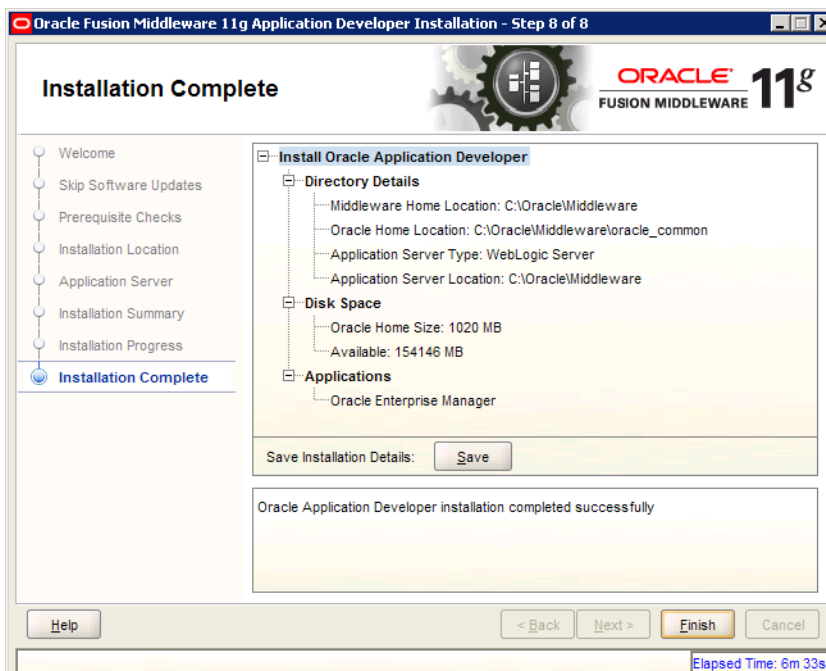 Oracle Fusion Middleware 11g Application Developer Installation - Step 8 of 8
Installation Complete
ORACLE
FUSION MIDDLEWARE 11g
Welcome
Skip Software Updates
Prerequisite Checks
Installation Location
Application Server
Installation Summary
Installation Progress
Installation Complete
Install Oracle Application Developer
Directory Details
Middleware Home Location: C:\Oracle\Middleware
Oracle Home Location: C:\Oracle\Middleware\oracle_common
Application Server Type: WebLogic Server
Application Server Location: C:\Oracle\Middleware
Disk Space
Oracle Home Size: 1020 MB
Available: 154146 MB
Applications
Oracle Enterprise Manager
Save Installation Details: Save
Oracle Application Developer installation completed successfully
Help < Back Next > Finish Cancel
Elapsed Time: 6m 33s